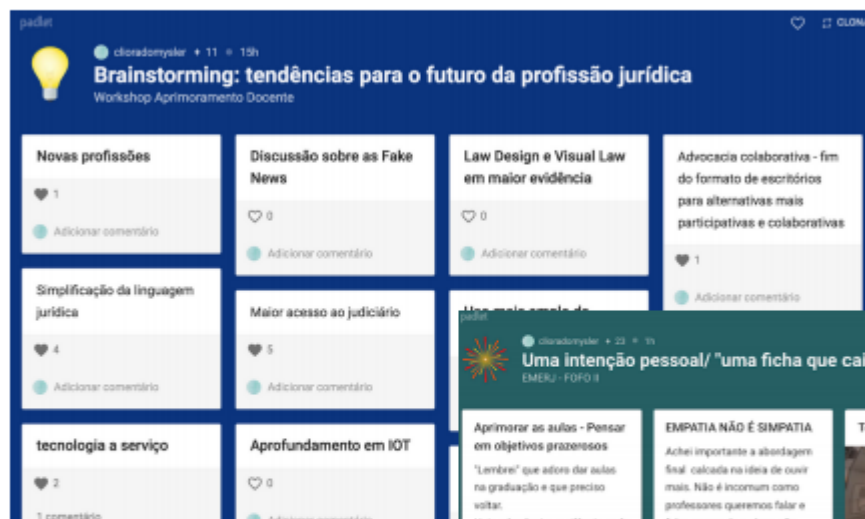 padlet
CLONA
clioradomysler + 11 • 15h
Brainstorming: tendências para o futuro da profissão jurídica
Workshop Aprimoramento Docente
Novas profissões
1
Adicionar comentário
Simplificação da linguagem
jurídica
4
Adicionar comentário
tecnologia a serviço
2
1 comentário
Discussão sobre as Fake
News
0
Adicionar comentário
Maior acesso ao judiciário
5
Adicionar comentário
Aprofundamento em IOT
0
Adicionar comentário
Law Design e Visual Law
em maior evidência
0
Adicionar comentário
Advocacia colaborativa - fim
do formato de escritórios
para alternativas mais
participativas e colaborativas
1
Adicionar comentário
padlet
clioradomysler + 23 • 1h
Uma intenção pessoal/ "uma ficha que cai
EMERJ - FOFO II
Aprimorar as aulas - Pensar
em objetivos prazerosos
"Lembrei" que adoro dar aulas
na graduação e que preciso
voltar.
EMPATIA NÃO É SIMPATIA
Achei importante a abordagem
final calcada na ideia de ouvir
mais. Não é incomum como
professores queremos falar e
T